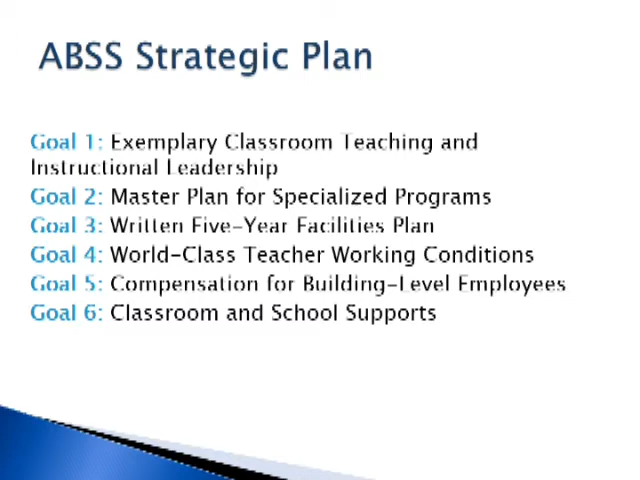 ABSS Strategic Plan
Goal 1: Exemplary Classroom Teaching and
Instructional Leadership
Goal 2: Master Plan for Specialized Programs
Goal 3: Written Five-Year Facilities Plan
Goal 4: World-Class Teacher Working Conditions
Goal 5: Compensation for Building-Level Employees
Goal 6: Classroom and School Supports